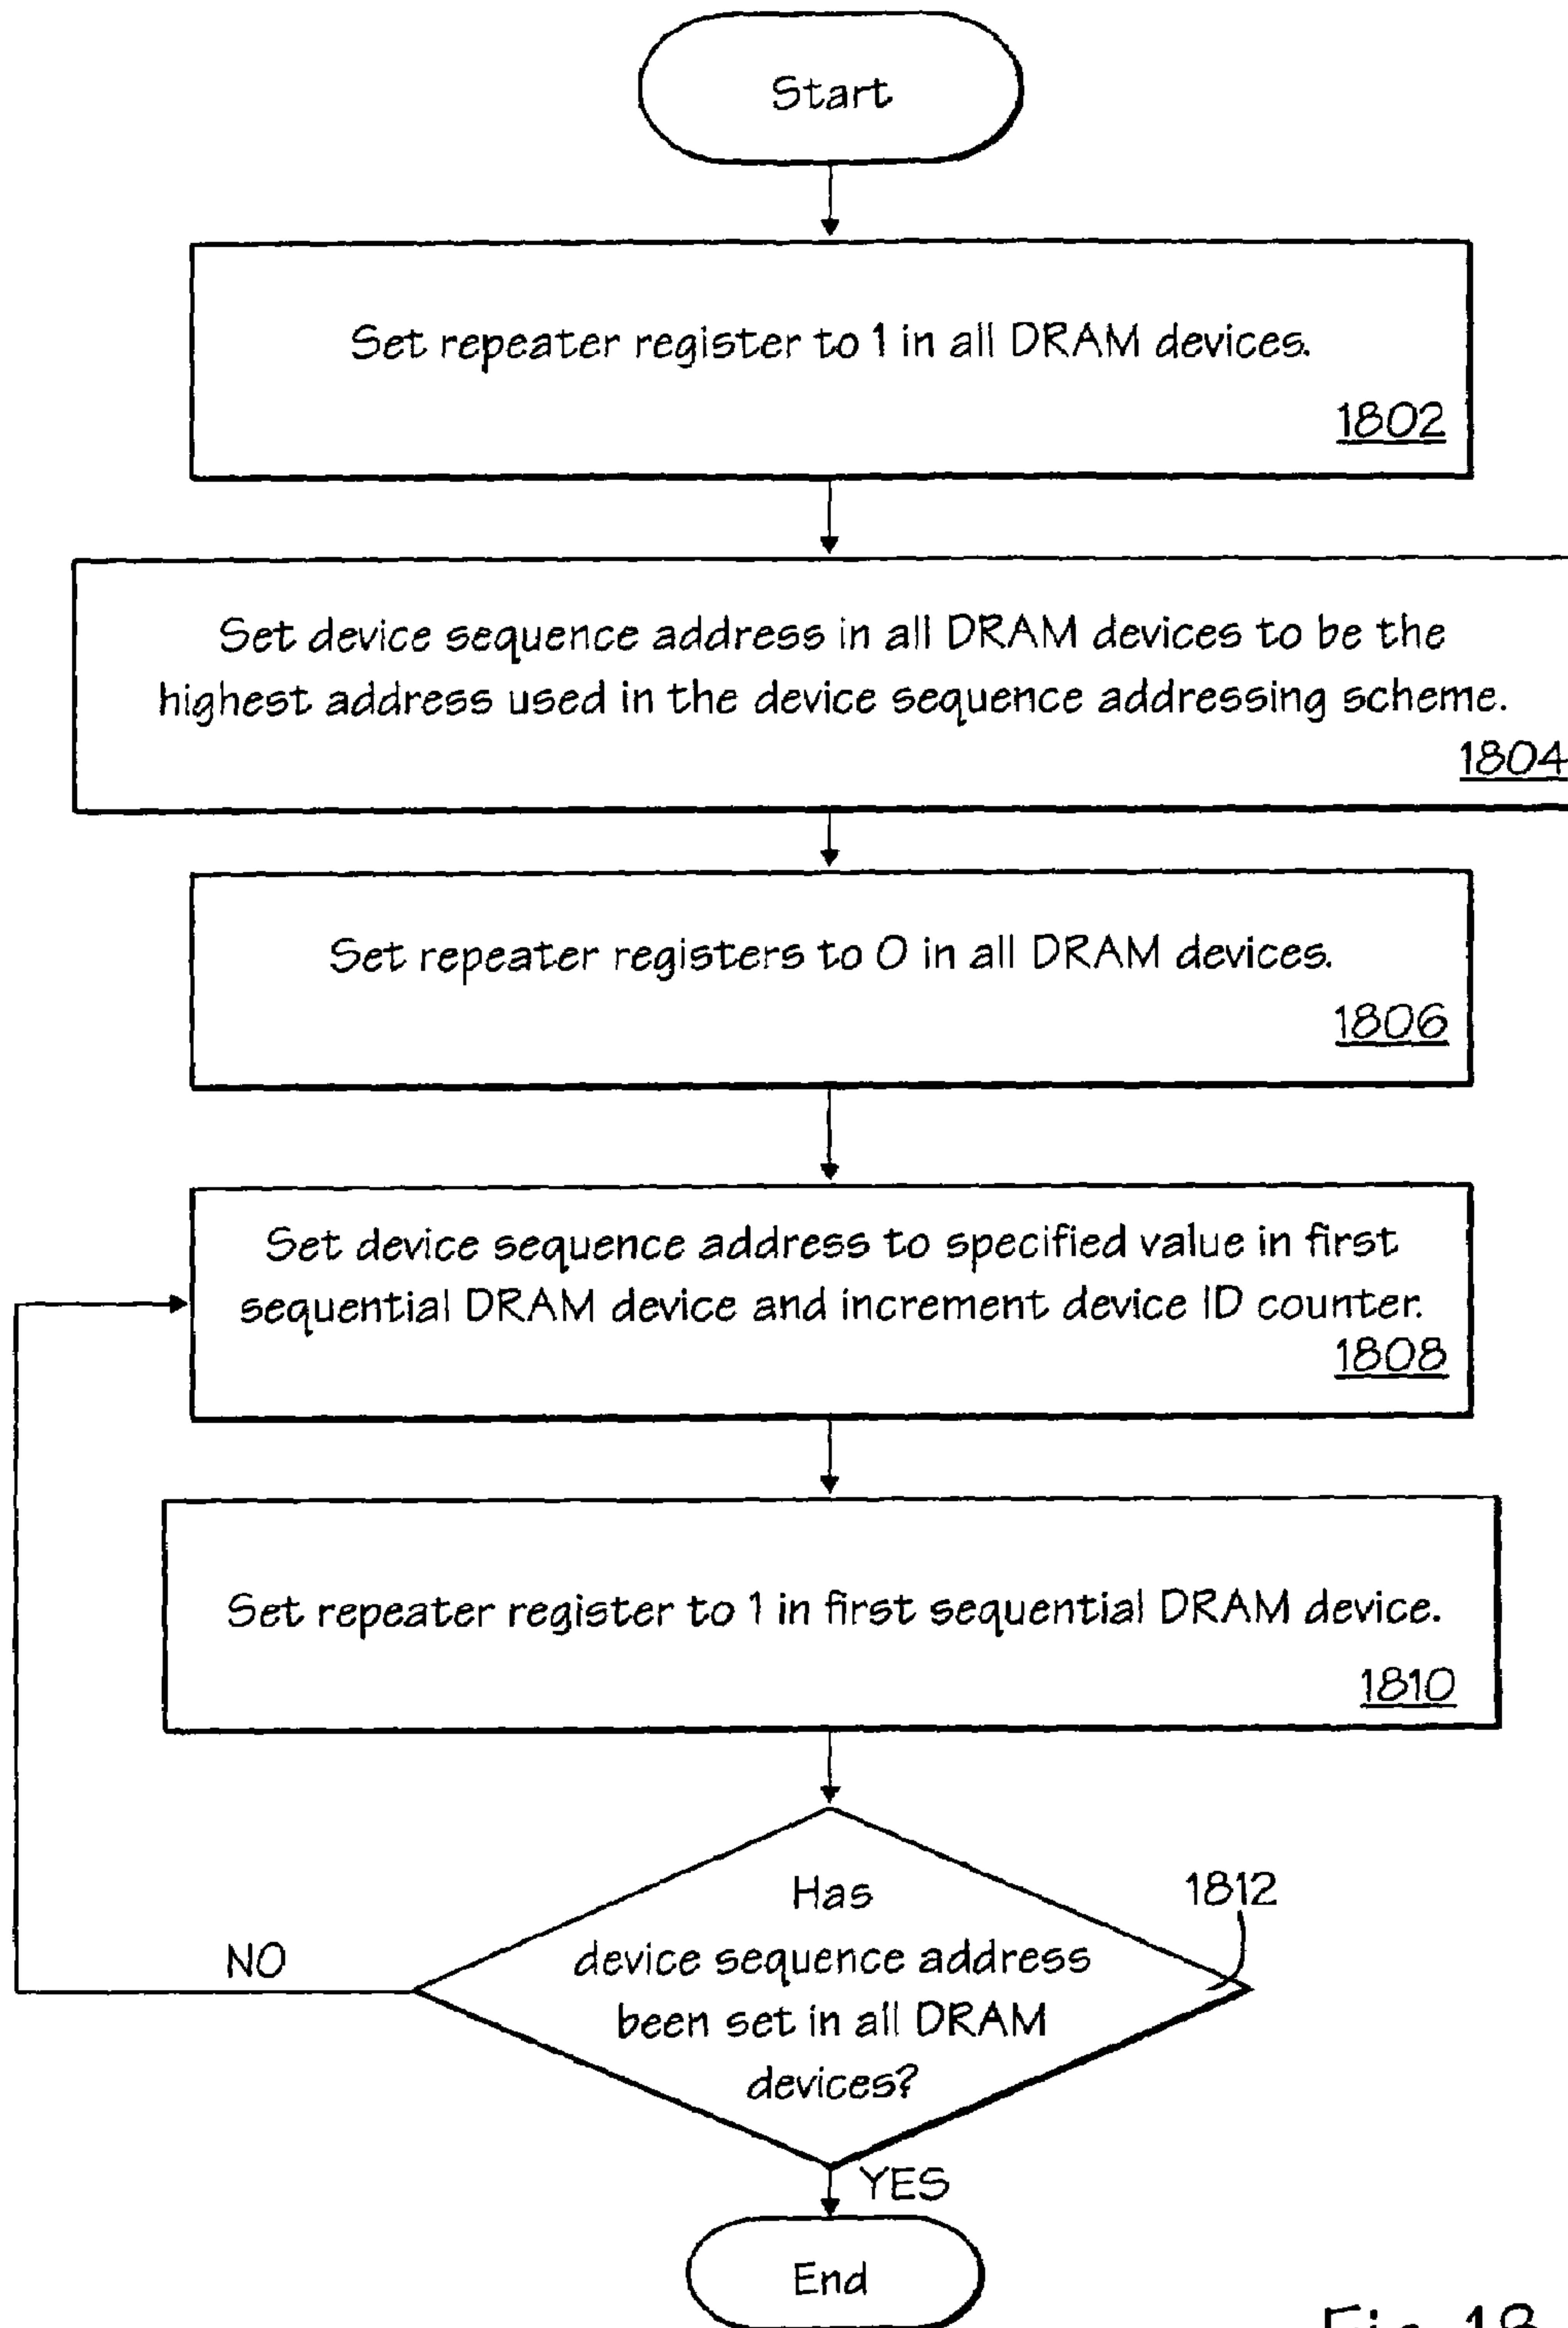 Start
Set repeater register to 1 in all DRAM devices.
1802
Set device sequence address in all DRAM devices to be the
highest address used in the device sequence addressing scheme.
1804
Set repeater registers to 0 in all DRAM devices.
1806
Set device sequence address to specified value in first
sequential DRAM device and increment device ID counter.
1808
Set repeater register to 1 in first sequential DRAM device.
1810
1812
Has
device sequence address
been set in all DRAM
devices?
NO
YES
End
Fig. 18